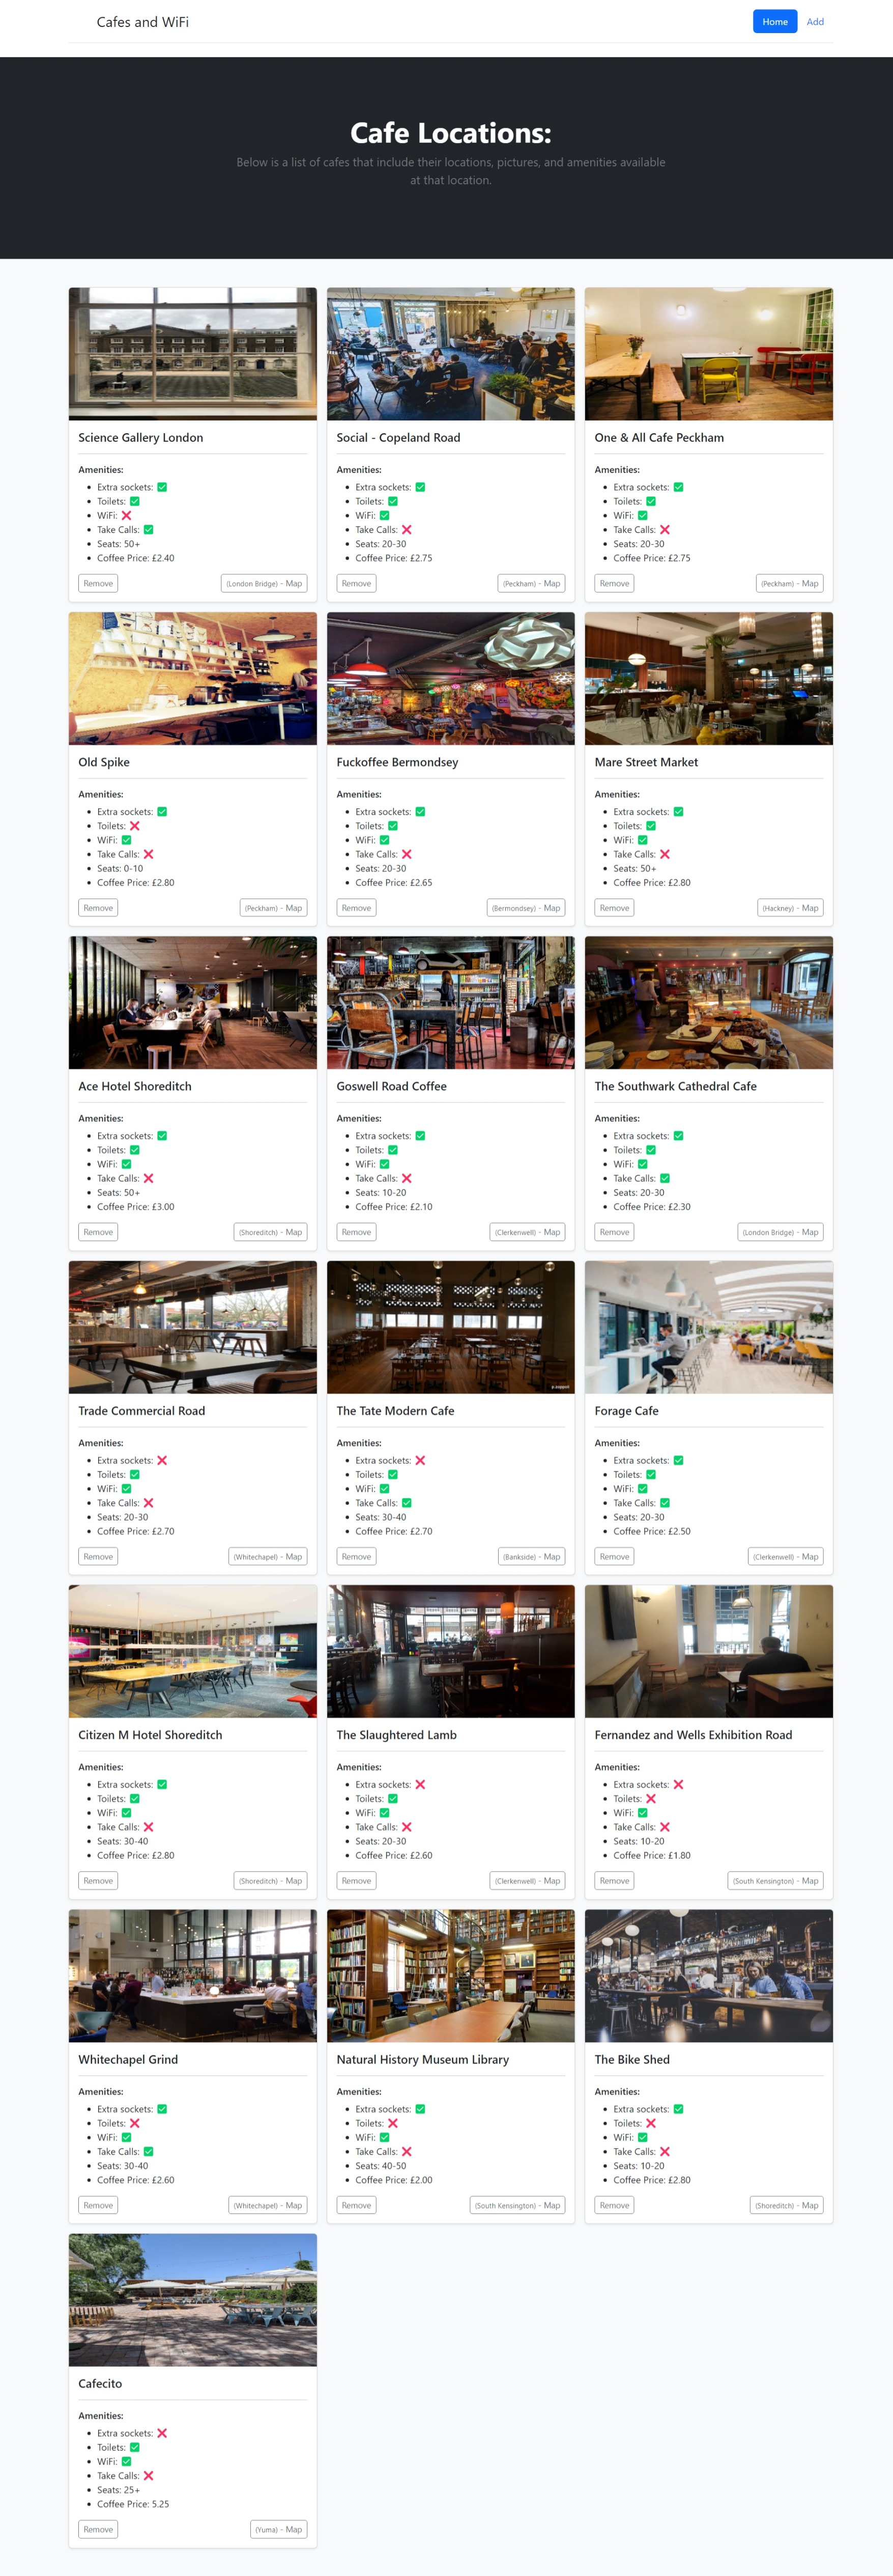 Cafes and WiFi
Home
Add
Cafe Locations:
Below is a list of cafes that include their locations, pictures, and amenities available
at that location.
Science Gallery London
Amenities:
Extra sockets: ✅
Toilets: ✅
WiFi: ❌
Take Calls: ✅
Seats: 50+
Coffee Price: £2.40
Remove
(London Bridge) - Map
Social - Copeland Road
Amenities:
Extra sockets: ✅
Toilets: ✅
WiFi: ✅
Take Calls: ❌
Seats: 20-30
Coffee Price: £2.75
Remove
(Peckham) - Map
One & All Cafe Peckham
Amenities:
Extra sockets: ✅
Toilets: ✅
WiFi: ✅
Take Calls: ❌
Seats: 20-30
Coffee Price: £2.75
Remove
(Peckham) - Map
Old Spike
Amenities:
Extra sockets: ✅
Toilets: ❌
WiFi: ✅
Take Calls: ❌
Seats: 0-10
Coffee Price: £2.80
Remove
(Peckham) - Map
Fuckoffee Bermondsey
Amenities:
Extra sockets: ✅
Toilets: ✅
WiFi: ✅
Take Calls: ❌
Seats: 20-30
Coffee Price: £2.65
Remove
(Bermondsey) - Map
Mare Street Market
Amenities:
Extra sockets: ✅
Toilets: ✅
WiFi: ✅
Take Calls: ❌
Seats: 50+
Coffee Price: £2.80
Remove
(Hackney) - Map
Ace Hotel Shoreditch
Amenities:
Extra sockets: ✅
Toilets: ✅
WiFi: ✅
Take Calls: ❌
Seats: 50+
Coffee Price: £3.00
Remove
(Shoreditch) - Map
Goswell Road Coffee
Amenities:
Extra sockets: ✅
Toilets: ✅
WiFi: ✅
Take Calls: ❌
Seats: 10-20
Coffee Price: £2.10
Remove
(Clerkenwell) - Map
The Southwark Cathedral Cafe
Amenities:
Extra sockets: ✅
Toilets: ✅
WiFi: ✅
Take Calls: ✅
Seats: 20-30
Coffee Price: £2.30
Remove
(London Bridge) - Map
Trade Commercial Road
Amenities:
Extra sockets: ❌
Toilets: ✅
WiFi: ✅
Take Calls: ❌
Seats: 20-30
Coffee Price: £2.70
Remove
(Whitechapel) - Map
The Tate Modern Cafe
Amenities:
Extra sockets: ❌
Toilets: ✅
WiFi: ✅
Take Calls: ✅
Seats: 30-40
Coffee Price: £2.70
Remove
(Bankside) - Map
Forage Cafe
Amenities:
Extra sockets: ✅
Toilets: ✅
WiFi: ✅
Take Calls: ✅
Seats: 20-30
Coffee Price: £2.50
Remove
(Clerkenwell) - Map
Citizen M Hotel Shoreditch
Amenities:
Extra sockets: ✅
Toilets: ✅
WiFi: ✅
Take Calls: ❌
Seats: 30-40
Coffee Price: £2.80
Remove
(Shoreditch) - Map
The Slaughtered Lamb
Amenities:
Extra sockets: ❌
Toilets: ✅
WiFi: ✅
Take Calls: ❌
Seats: 20-30
Coffee Price: £2.60
Remove
(Clerkenwell) - Map
Fernandez and Wells Exhibition Road
Amenities:
Extra sockets: ❌
Toilets: ❌
WiFi: ✅
Take Calls: ❌
Seats: 10-20
Coffee Price: £1.80
Remove
(South Kensington) - Map
Whitechapel Grind
Amenities:
Extra sockets: ✅
Toilets: ❌
WiFi: ✅
Take Calls: ✅
Seats: 30-40
Coffee Price: £2.60
Remove
(Whitechapel) - Map
Natural History Museum Library
Amenities:
Extra sockets: ✅
Toilets: ❌
WiFi: ✅
Take Calls: ❌
Seats: 40-50
Coffee Price: £2.00
Remove
(South Kensington) - Map
The Bike Shed
Amenities:
Extra sockets: ✅
Toilets: ❌
WiFi: ✅
Take Calls: ❌
Seats: 10-20
Coffee Price: £2.80
Remove
(Shoreditch) - Map
Cafecito
Amenities:
Extra sockets: ❌
Toilets: ✅
WiFi: ✅
Take Calls: ❌
Seats: 25+
Coffee Price: 5.25
Remove
(Yuma) - Map